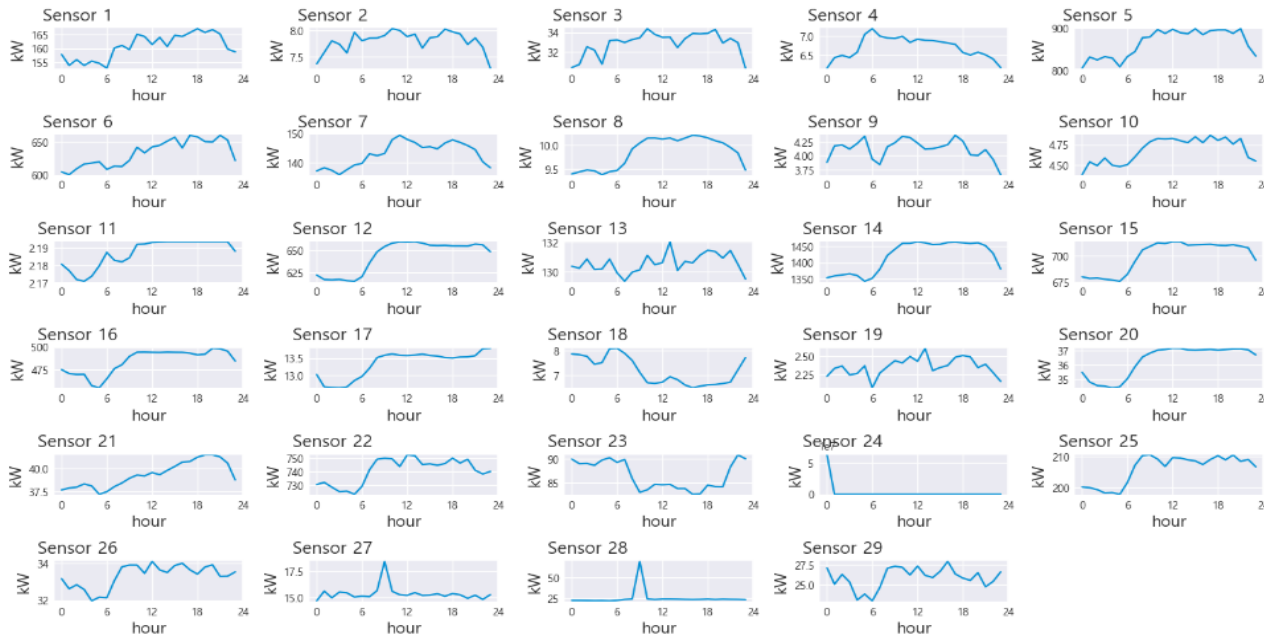 Sensor 1
kW
165
160
155
0 6 12 18 24
hour
Sensor 2
kW
8.0
7.5
0 6 12 18 24
hour
Sensor 3
kW
34
32
0 6 12 18 24
hour
Sensor 4
kW
7.0
6.5
0 6 12 18 24
hour
Sensor 5
kW
900
800
0 6 12 18 24
hour
Sensor 6
kW
650
600
0 6 12 18 24
hour
Sensor 7
kW
150
140
0 6 12 18 24
hour
Sensor 8
kW
10.0
9.5
0 6 12 18 24
hour
Sensor 9
kW
4.25
4.00
3.75
0 6 12 18 24
hour
Sensor 10
kW
4.75
4.50
0 6 12 18 24
hour
Sensor 11
kW
2.19
2.18
2.17
0 6 12 18 24
hour
Sensor 12
kW
650
625
0 6 12 18 24
hour
Sensor 13
kW
132
130
0 6 12 18 24
hour
Sensor 14
kW
1450
1400
1350
0 6 12 18 24
hour
Sensor 15
kW
700
675
0 6 12 18 24
hour
Sensor 16
kW
500
475
0 6 12 18 24
hour
Sensor 17
kW
13.5
13.0
0 6 12 18 24
hour
Sensor 18
kW
8
7
0 6 12 18 24
hour
Sensor 19
kW
2.50
2.25
0 6 12 18 24
hour
Sensor 20
kW
37
36
35
0 6 12 18 24
hour
Sensor 21
kW
40.0
37.5
0 6 12 18 24
hour
Sensor 22
kW
750
740
730
0 6 12 18 24
hour
Sensor 23
kW
90
85
0 6 12 18 24
hour
Sensor 24
kW
5
0
0 6 12 18 24
hour
Sensor 25
kW
210
200
0 6 12 18 24
hour
Sensor 26
kW
34
32
0 6 12 18 24
hour
Sensor 27
kW
17.5
15.0
0 6 12 18 24
hour
Sensor 28
kW
50
25
0 6 12 18 24
hour
Sensor 29
kW
27.5
25.0
0 6 12 18 24
hour